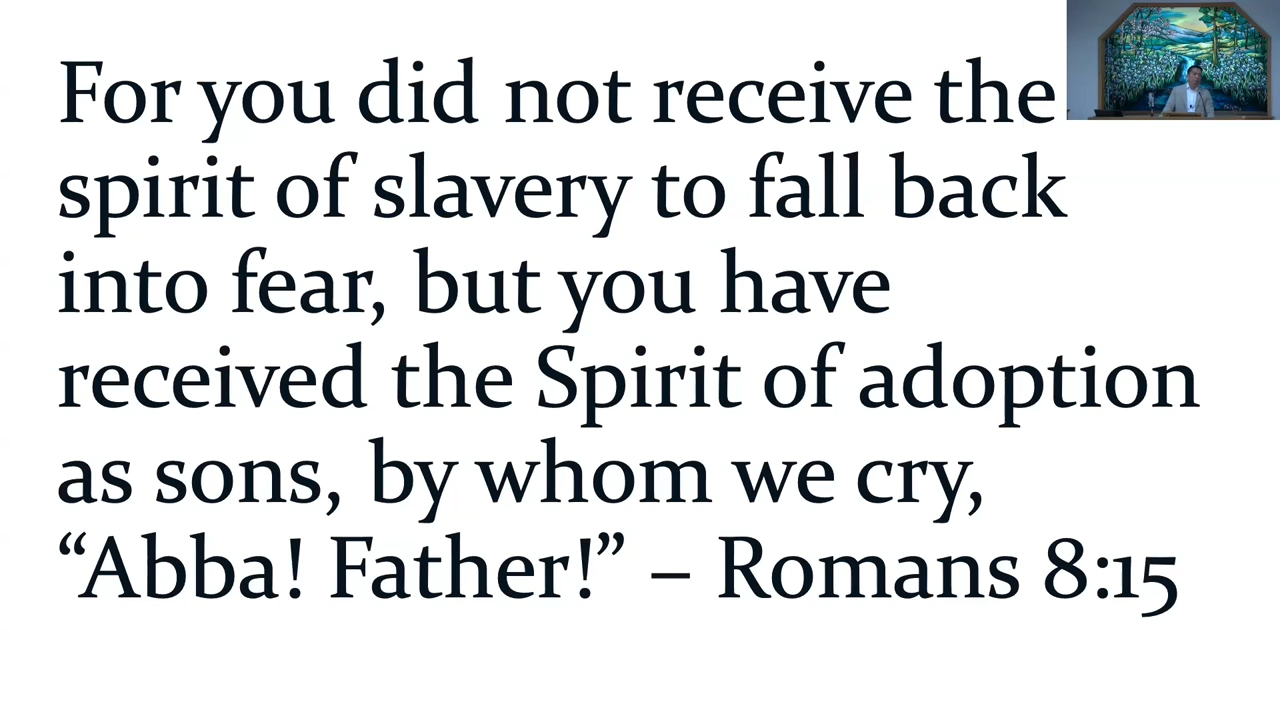 For you did not receive the
spirit of slavery to fall back
into fear, but you have
received the Spirit of adoption
as sons, by whom we cry,
“Abba! Father!” – Romans 8:15